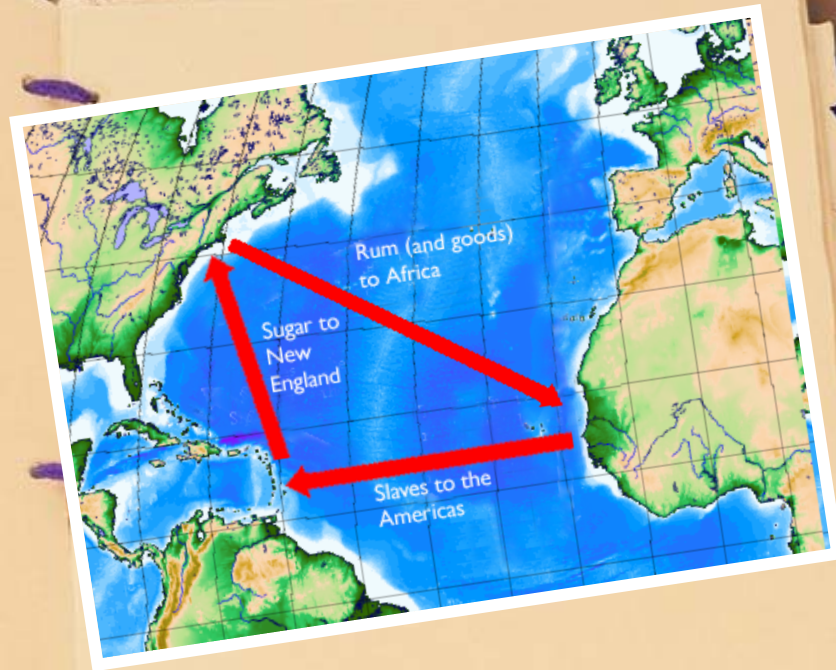 Rum (and goods)
to Africa
Sugar to
New
England
Slaves to the
Americas